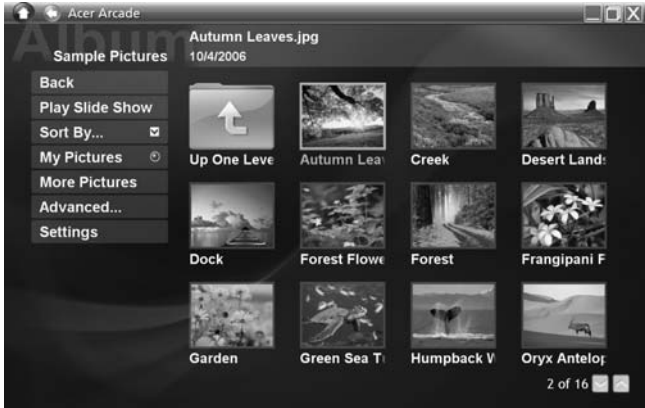 Acer Arcade
Album
Autumn Leaves.jpg
10/4/2006
Sample Pictures
Back
Play Slide Show
Sort By...
My Pictures
More Pictures
Advanced...
Settings
Up One Leve
Autumn Leav
Creek
Desert Lands
Dock
Forest Flowe
Forest
Frangipani F
Garden
Green Sea T
Humpback W
Oryx Antelop
2 of 16